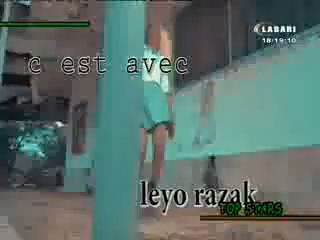 LABARI
18:19:10
c est avec
leyo razak
TOP STARS